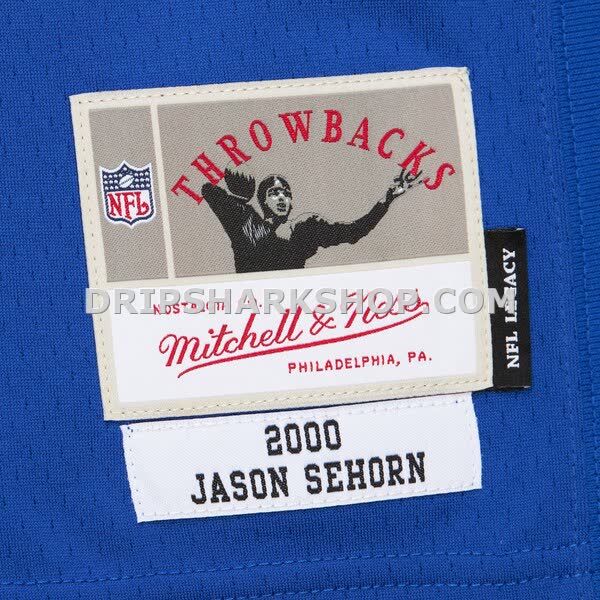 THROWBACKS
NFL
DRIPSHARKSHOP.COM
Mitchell & Ness
PHILADELPHIA, PA.
NFL LEGACY
2000
JASON SEHORN